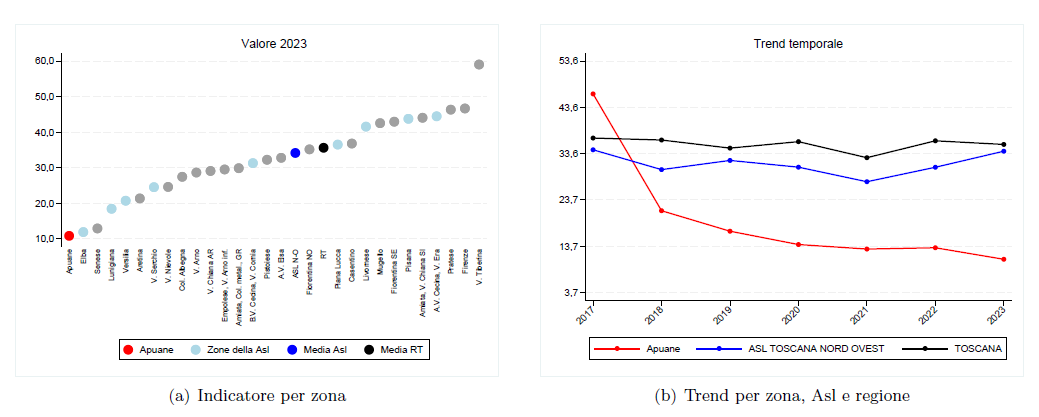 Valore 2023
60,0
50,0
40,0
30,0
20,0
10,0
Apuane
Elba
Senese
Lunigiana
Versilia
Aretina
V. Serchio
V. Nievole
Col. Albegna
V. Arno
V. Chiana AR
Empolese, V. Arno inf.
Amiata, Col. metal., GR
B.V. Cecina, V. Cornia
Pistoiese
A.V. Elsa
ASL N-O
Fiorentina NO
RT
Piana Lucca
Casentino
Livornese
Mugello
Fiorentina SE
Pisana
Amiata, V. Chiana SI
A.V. Cecina, V. Era
Pratese
Firenze
V. Tiberina
Apuane Zone della Asl Media Asl Media RT
(a) Indicatore per zona
Trend temporale
53,6
43,6
33,6
23,7
13,7
3,7
2017
2018
2019
2020
2021
2022
2023
Apuane ASL TOSCANA NORD OVEST TOSCANA
(b) Trend per zona, Asl e regione